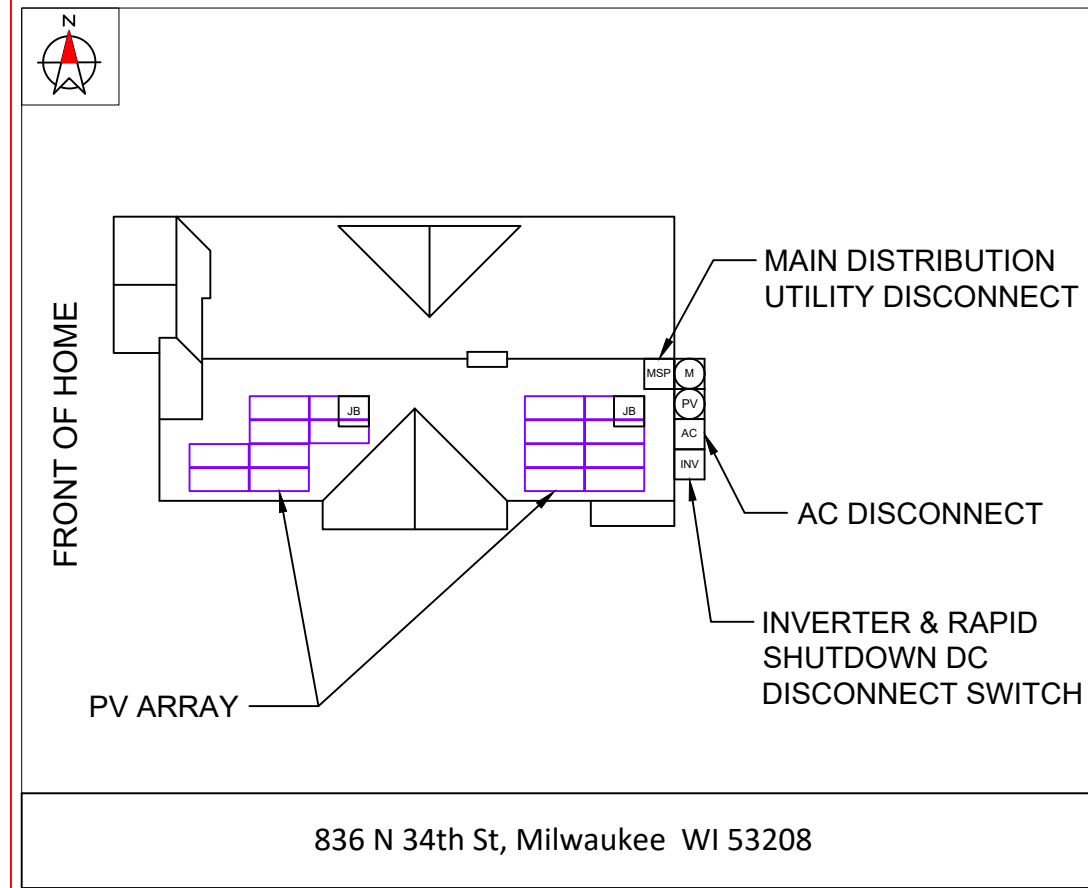 N
MAIN DISTRIBUTION
UTILITY DISCONNECT
FRONT OF HOME
MSP
M
PV
JB
JB
AC
INV
AC DISCONNECT
INVERTER & RAPID
SHUTDOWN DC
DISCONNECT SWITCH
PV ARRAY
836 N 34th St, Milwaukee  WI 53208